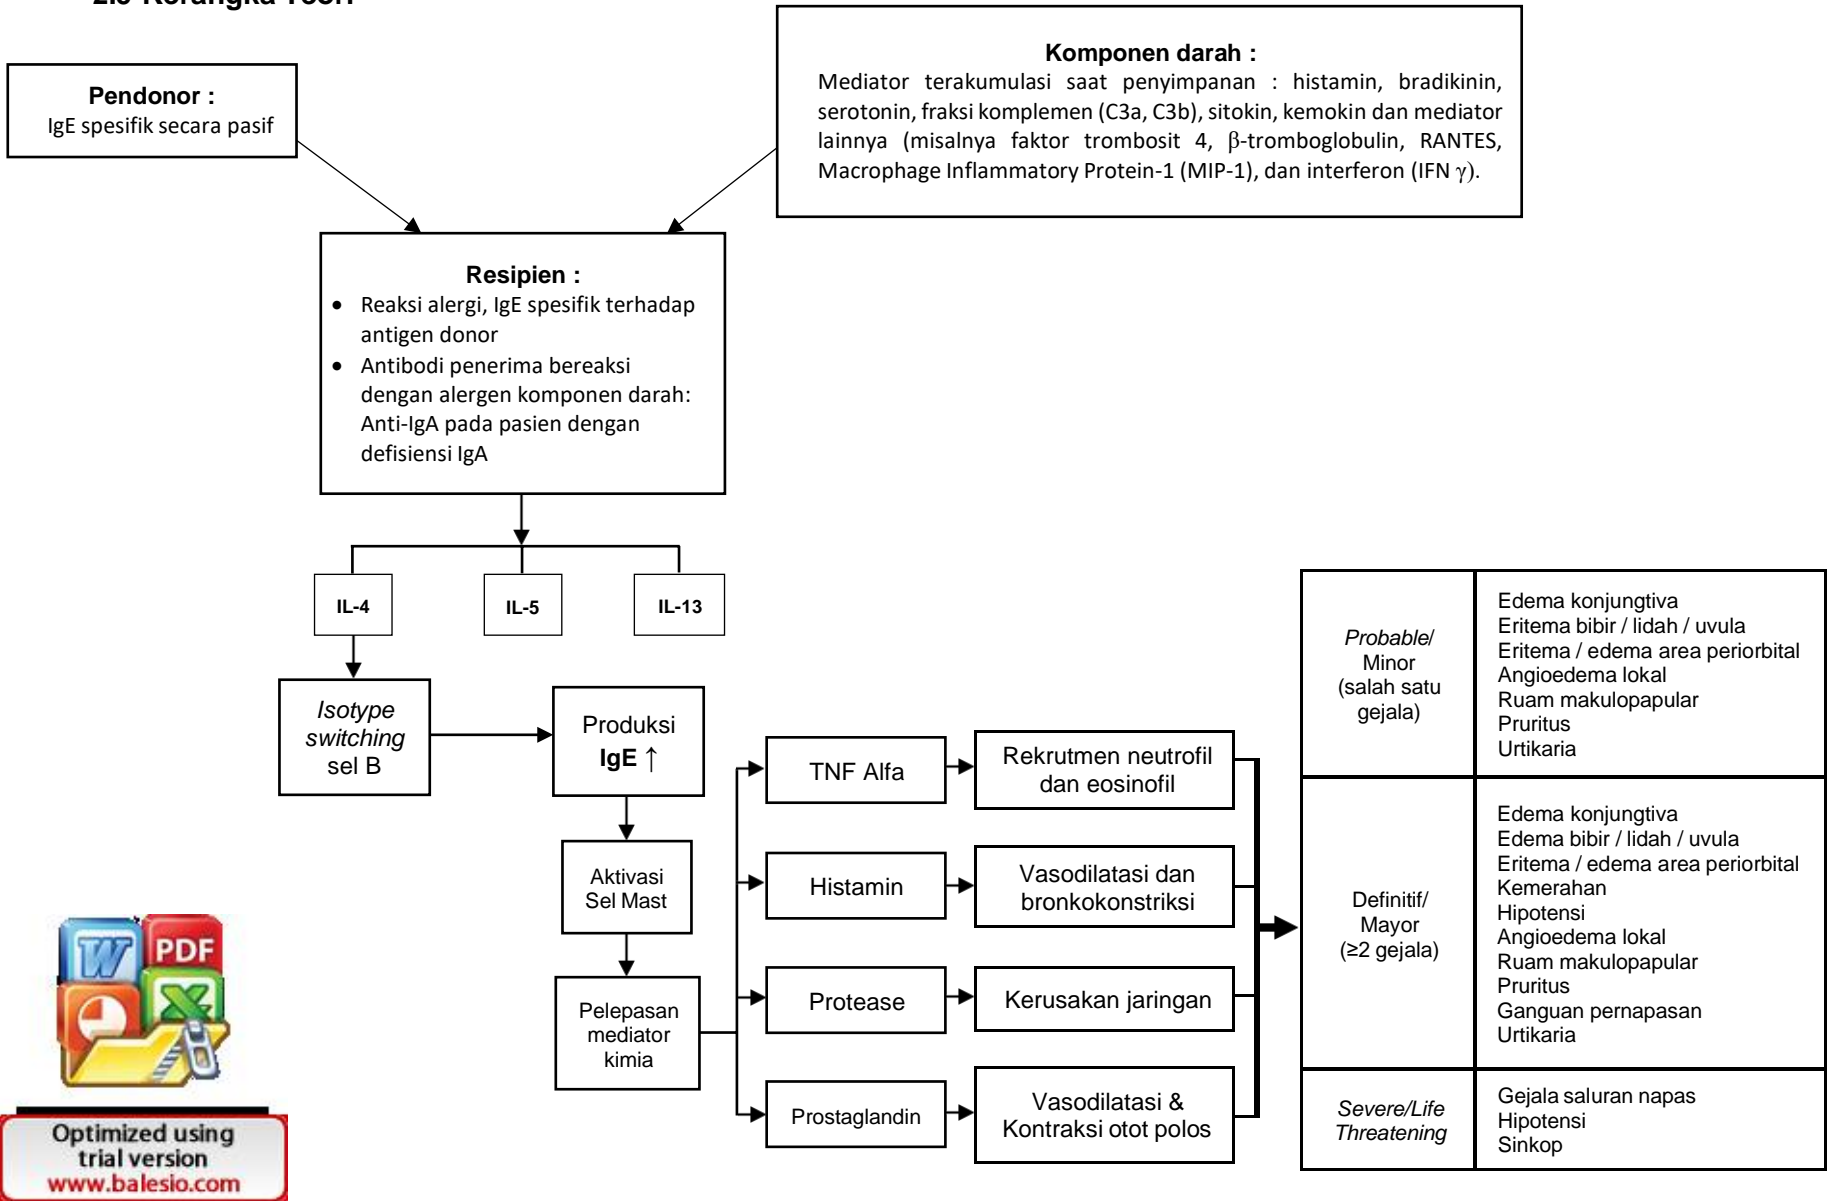 2.5 Kerangka Teori
Pendonor :
IgE spesifik secara pasif
Komponen darah :
Mediator terakumulasi saat penyimpanan : histamin, bradikinin,
serotonin, fraksi komplemen (C3a, C3b), sitokin, kemokin dan mediator
lainnya (misalnya faktor trombosit 4, β-tromboglobulin, RANTES,
Macrophage Inflammatory Protein-1 (MIP-1), dan interferon (IFN γ).
Resipien :
• Reaksi alergi, IgE spesifik terhadap
antigen donor
• Antibodi penerima bereaksi
dengan alergen komponen darah:
Anti-IgA pada pasien dengan
defisiensi IgA
IL-4
IL-5
IL-13
Isotype
switching
sel B
Produksi
IgE ↑
Aktivasi
Sel Mast
Pelepasan
mediator
kimia
TNF Alfa
Rekrutmen neutrofil
dan eosinofil
Histamin
Vasodilatasi dan
bronkokonstriksi
Protease
Kerusakan jaringan
Prostaglandin
Vasodilatasi &
Kontraksi otot polos
Probable/
Minor
(salah satu
gejala)
Edema konjungtiva
Eritema bibir / lidah / uvula
Eritema / edema area periorbital
Angioedema lokal
Ruam makulopapular
Pruritus
Urtikaria
Definitif/
Mayor
(≥2 gejala)
Edema konjungtiva
Edema bibir / lidah / uvula
Eritema / edema area periorbital
Kemerahan
Hipotensi
Angioedema lokal
Ruam makulopapular
Pruritus
Ganguan pernapasan
Urtikaria
Severe/Life
Threatening
Gejala saluran napas
Hipotensi
Sinkop
W
PDF
X
Optimized using
trial version
www.balesio.com